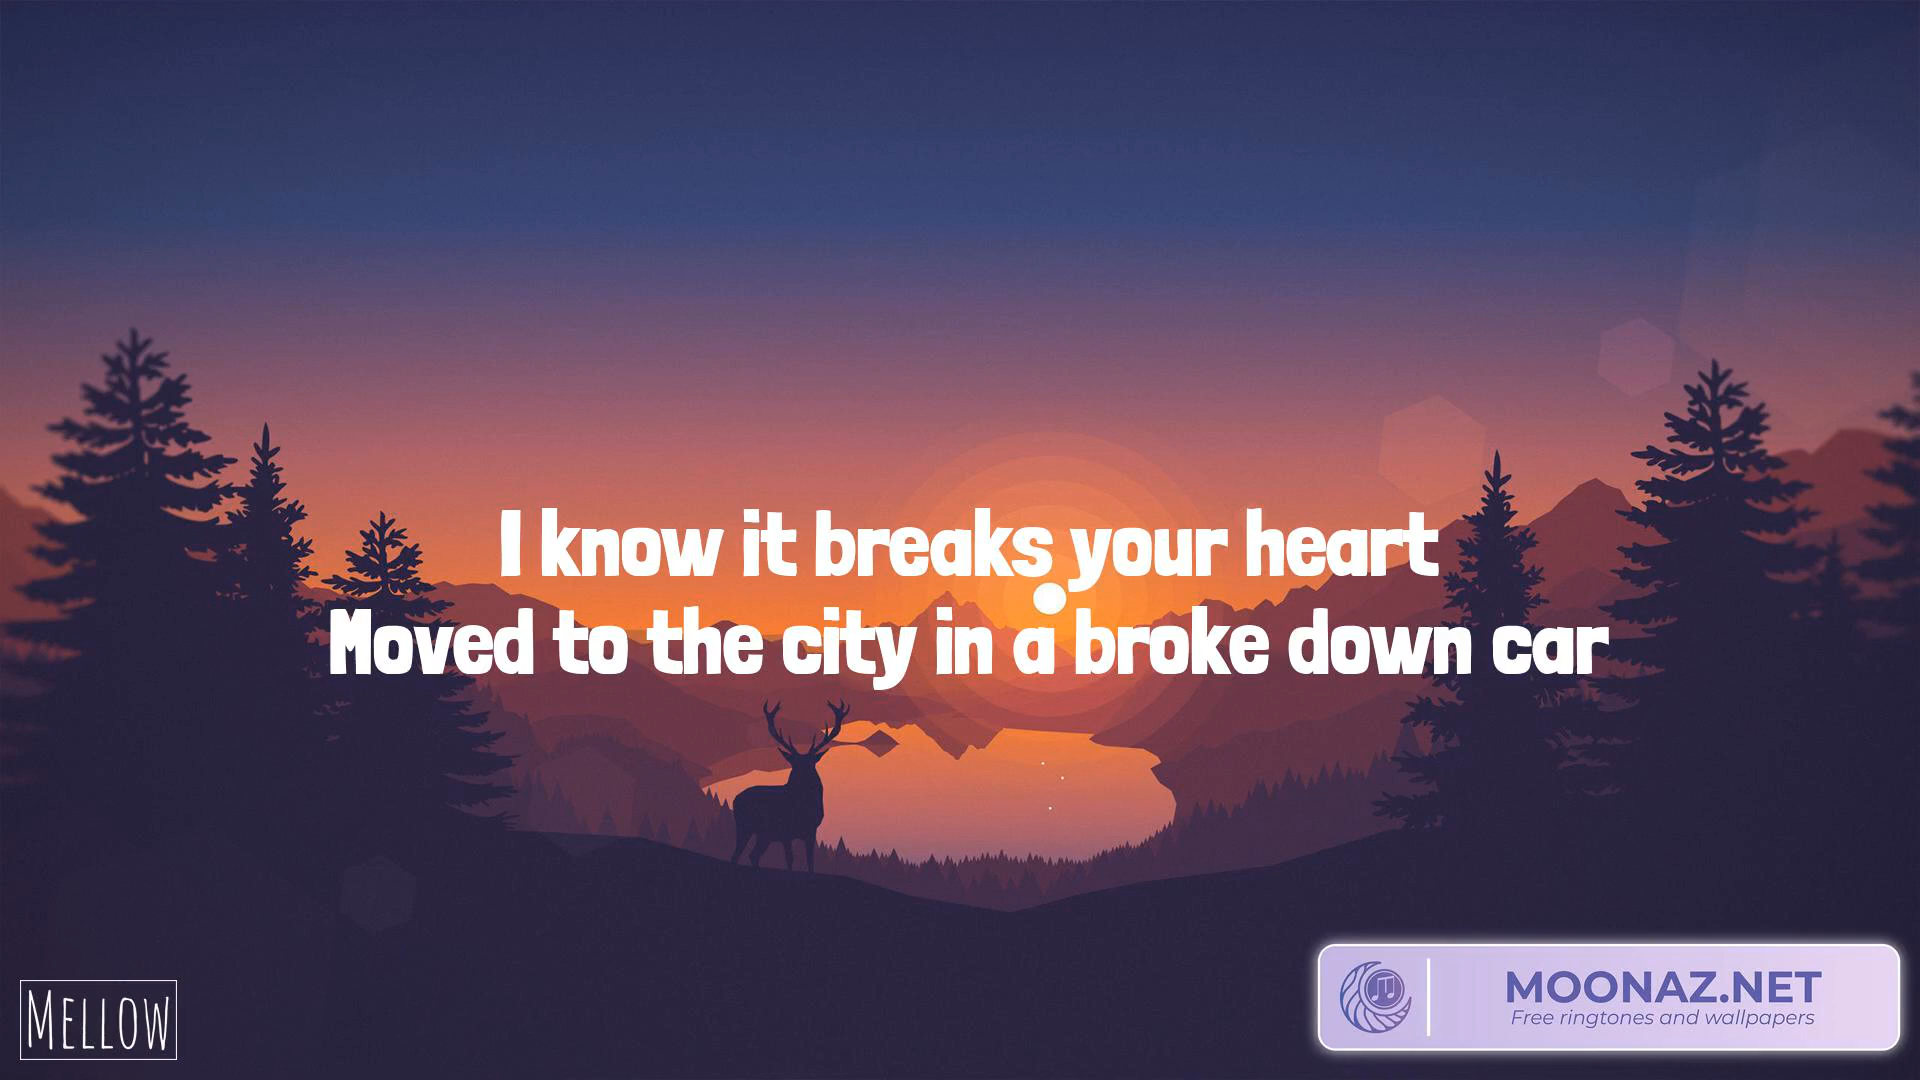 I know it breaks your heart
Moved to the city in a broke down car
MELLOW
MOONAZ.NET
Free ringtones and wallpapers